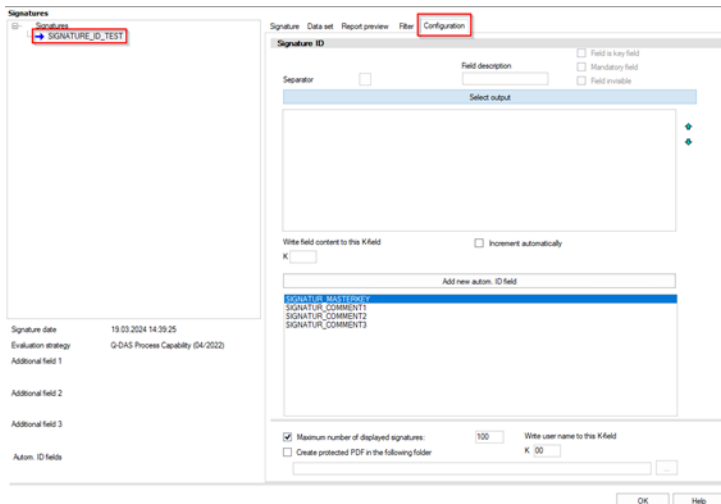 Signatures
Signatures
SIGNATURE_ID_TEST
Signature Data set Report preview Filter Configuration
Signature ID
Field is key field
Field description
Mandatory field
Separator
Field invisible
Select output
Write field content to this K-field
Increment automatically
K
Add new autom. ID field
SIGNATUR_MASTERKEY
SIGNATUR_COMMENT1
SIGNATUR_COMMENT2
SIGNATUR_COMMENT3
Signature date 19.03.2024 14:39:25
Evaluation strategy Q-DAS Process Capability (04/2022)
Additional field 1
Additional field 2
Additional field 3
Autom. ID fields
Maximum number of displayed signatures: 100 Write user name to this K-field
Create protected PDF in the following folder K 00
...
OK Help